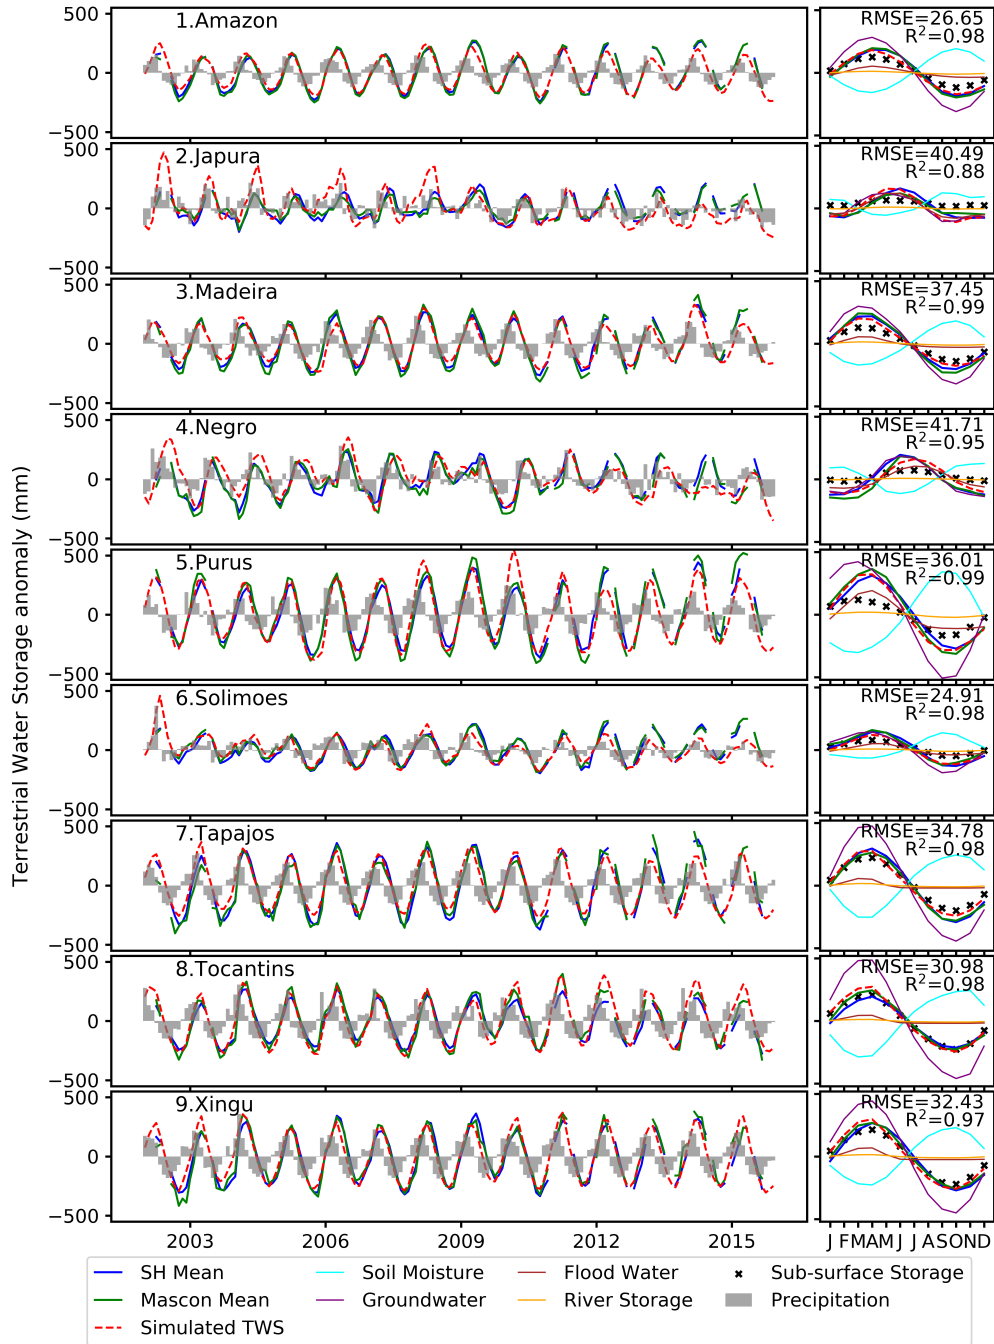 Terrestrial Water Storage anomaly (mm)
500
0
−500
1.Amazon
RMSE=26.65
R²=0.98
500
0
−500
2.Japura
RMSE=40.49
R²=0.88
500
0
−500
3.Madeira
RMSE=37.45
R²=0.99
500
0
−500
4.Negro
RMSE=41.71
R²=0.95
500
0
−500
5.Purus
RMSE=36.01
R²=0.99
500
0
−500
6.Solimoes
RMSE=24.91
R²=0.98
500
0
−500
7.Tapajos
RMSE=34.78
R²=0.98
500
0
−500
8.Tocantins
RMSE=30.98
R²=0.98
500
0
−500
9.Xingu
RMSE=32.43
R²=0.97
2003 2006 2009 2012 2015
J F M A M J J A S O N D
SH Mean
Mascon Mean
Simulated TWS
Soil Moisture
Groundwater
Flood Water
River Storage
Sub-surface Storage
Precipitation